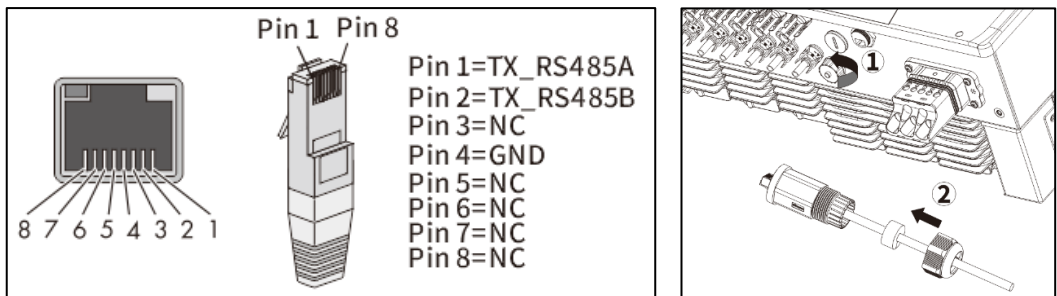 Pin 1 Pin 8
Pin 1=TX_RS485A
Pin 2=TX_RS485B
Pin 3=NC
Pin 4=GND
Pin 5=NC
Pin 6=NC
Pin 7=NC
Pin 8=NC
8 7 6 5 4 3 2 1
①
②